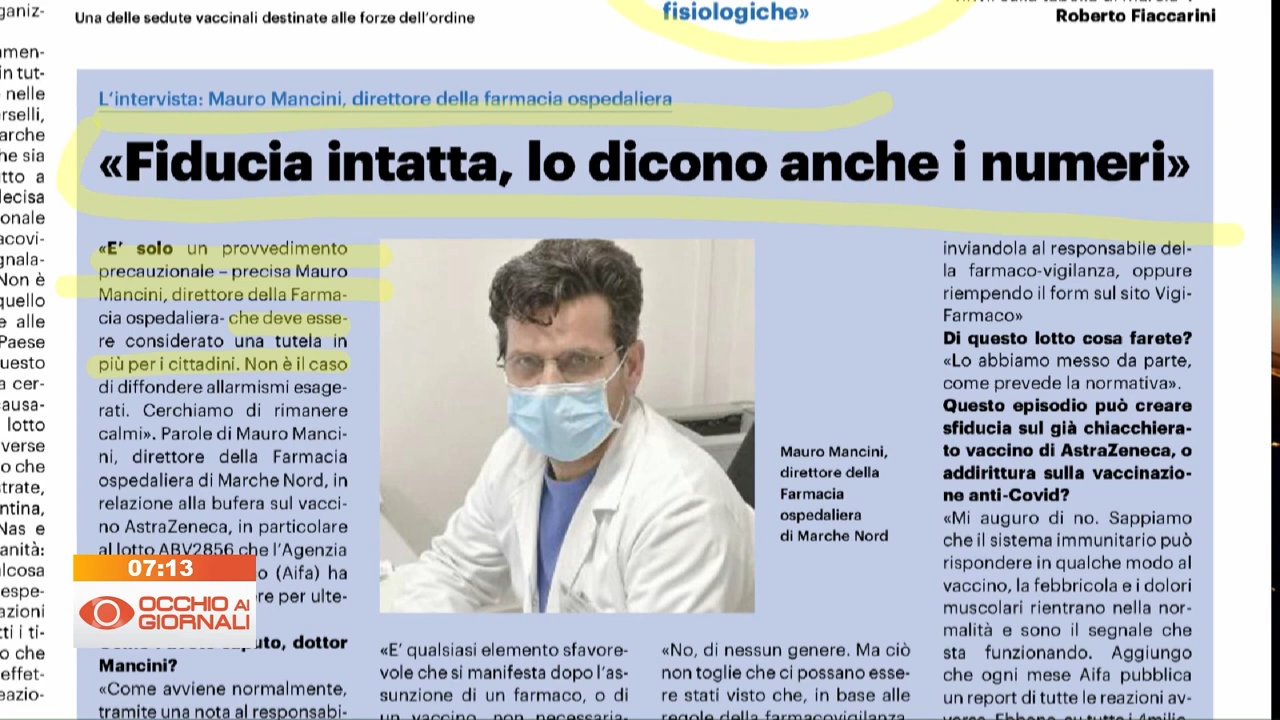 Una delle sedute vaccinali destinate alle forze dell'ordine
fisiologiche»
Roberto Fiaccarini
L'intervista: Mauro Mancini, direttore della farmacia ospedaliera
«Fiducia intatta, lo dicono anche i numeri»
«E' solo un provvedimento
precauzionale – precisa Mauro
Mancini, direttore della Farma-
cia ospedaliera- che deve esse-
re considerato una tutela in
più per i cittadini. Non è il caso
di diffondere allarmismi esage-
rati. Cerchiamo di rimanere
calmi». Parole di Mauro Manci-
ni, direttore della Farmacia
ospedaliera di Marche Nord, in
relazione alla bufera sul vacci-
no AstraZeneca, in particolare
al lotto ABV2856 che l'Agenzia
(Aifa) ha
per ulte-
dottor
Mancini?
«Come avviene normalmente,
tramite una nota al responsabi-
Mauro Mancini,
direttore della
Farmacia
ospedaliera
di Marche Nord
«E' qualsiasi elemento sfavore-
vole che si manifesta dopo l'as-
sunzione di un farmaco, o di
un vaccino, non necessaria-
«No, di nessun genere. Ma ciò
non toglie che ci possano esse-
re stati visto che, in base alle
regole della farmacovigilanza
inviandola al responsabile del-
la farmaco-vigilanza, oppure
riempendo il form sul sito Vigi-
Farmaco»
Di questo lotto cosa farete?
«Lo abbiamo messo da parte,
come prevede la normativa».
Questo episodio può creare
sfiducia sul già chiacchiera-
to vaccino di AstraZeneca, o
addirittura sulla vaccinazio-
ne anti-Covid?
«Mi auguro di no. Sappiamo
che il sistema immunitario può
rispondere in qualche modo al
vaccino, la febbricola e i dolori
muscolari rientrano nella nor-
malità e sono il segnale che
sta funzionando. Aggiungo
che ogni mese Aifa pubblica
un report di tutte le reazioni av-
07:13
OCCHIO AI
GIORNALI